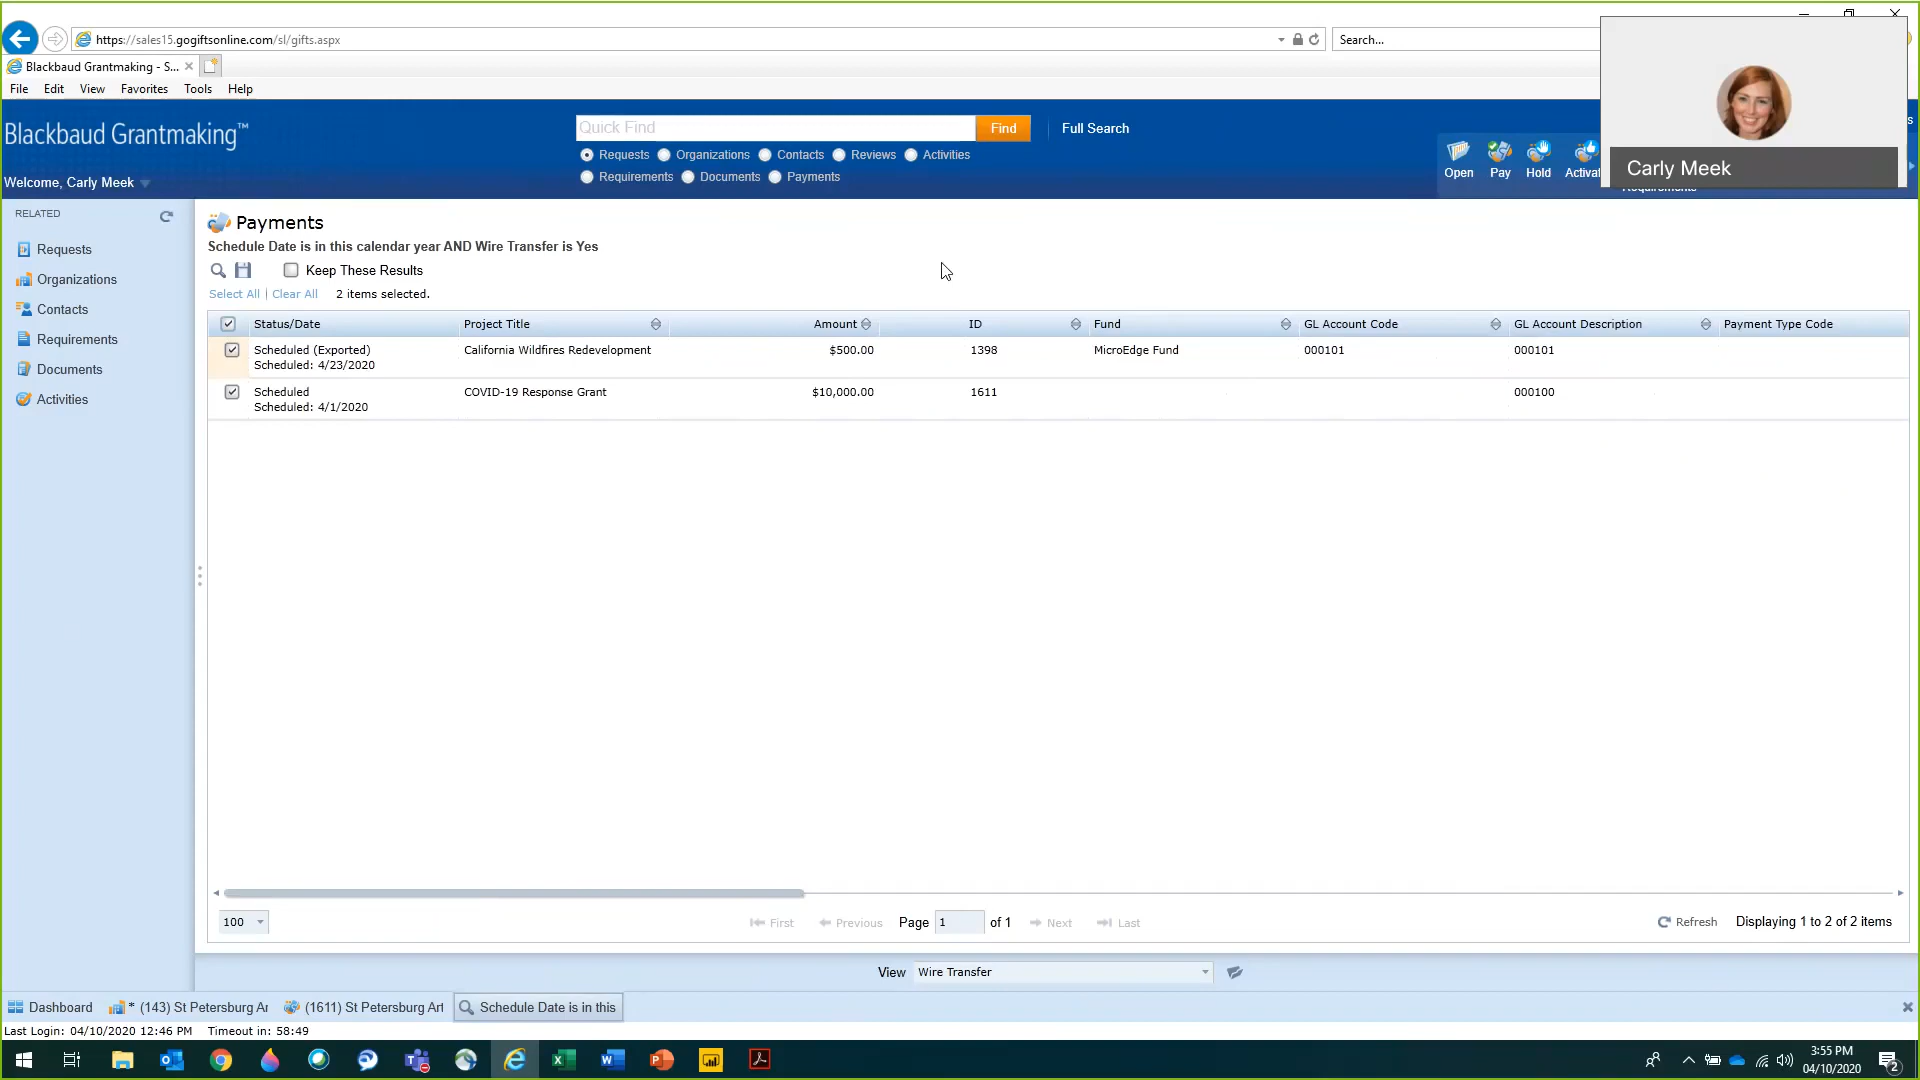 https://sales15.gogiftsonline.com/sl/gifts.aspx
Search...
Blackbaud Grantmaking - S...
File Edit View Favorites Tools Help
Blackbaud Grantmaking™
Quick Find
Find
Full Search
Requests Organizations Contacts Reviews Activities
Requirements Documents Payments
Open Pay Hold
Carly Meek
Welcome, Carly Meek
RELATED
Requests
Organizations
Contacts
Requirements
Documents
Activities
Payments
Schedule Date is in this calendar year AND Wire Transfer is Yes
Keep These Results
Select All | Clear All 2 items selected.
Status/Date Project Title Amount ID Fund GL Account Code GL Account Description Payment Type Code
Scheduled (Exported) California Wildfires Redevelopment $500.00 1398 MicroEdge Fund 000101 000101
Scheduled: 4/23/2020
Scheduled COVID-19 Response Grant $10,000.00 1611 000100
Scheduled: 4/1/2020
100 First Previous Page 1 of 1 Next Last Refresh Displaying 1 to 2 of 2 items
View Wire Transfer
Dashboard * (143) St Petersburg Ar (1611) St Petersburg Art Schedule Date is in this
Last Login: 04/10/2020 12:46 PM Timeout in: 58:49
3:55 PM
04/10/2020
2